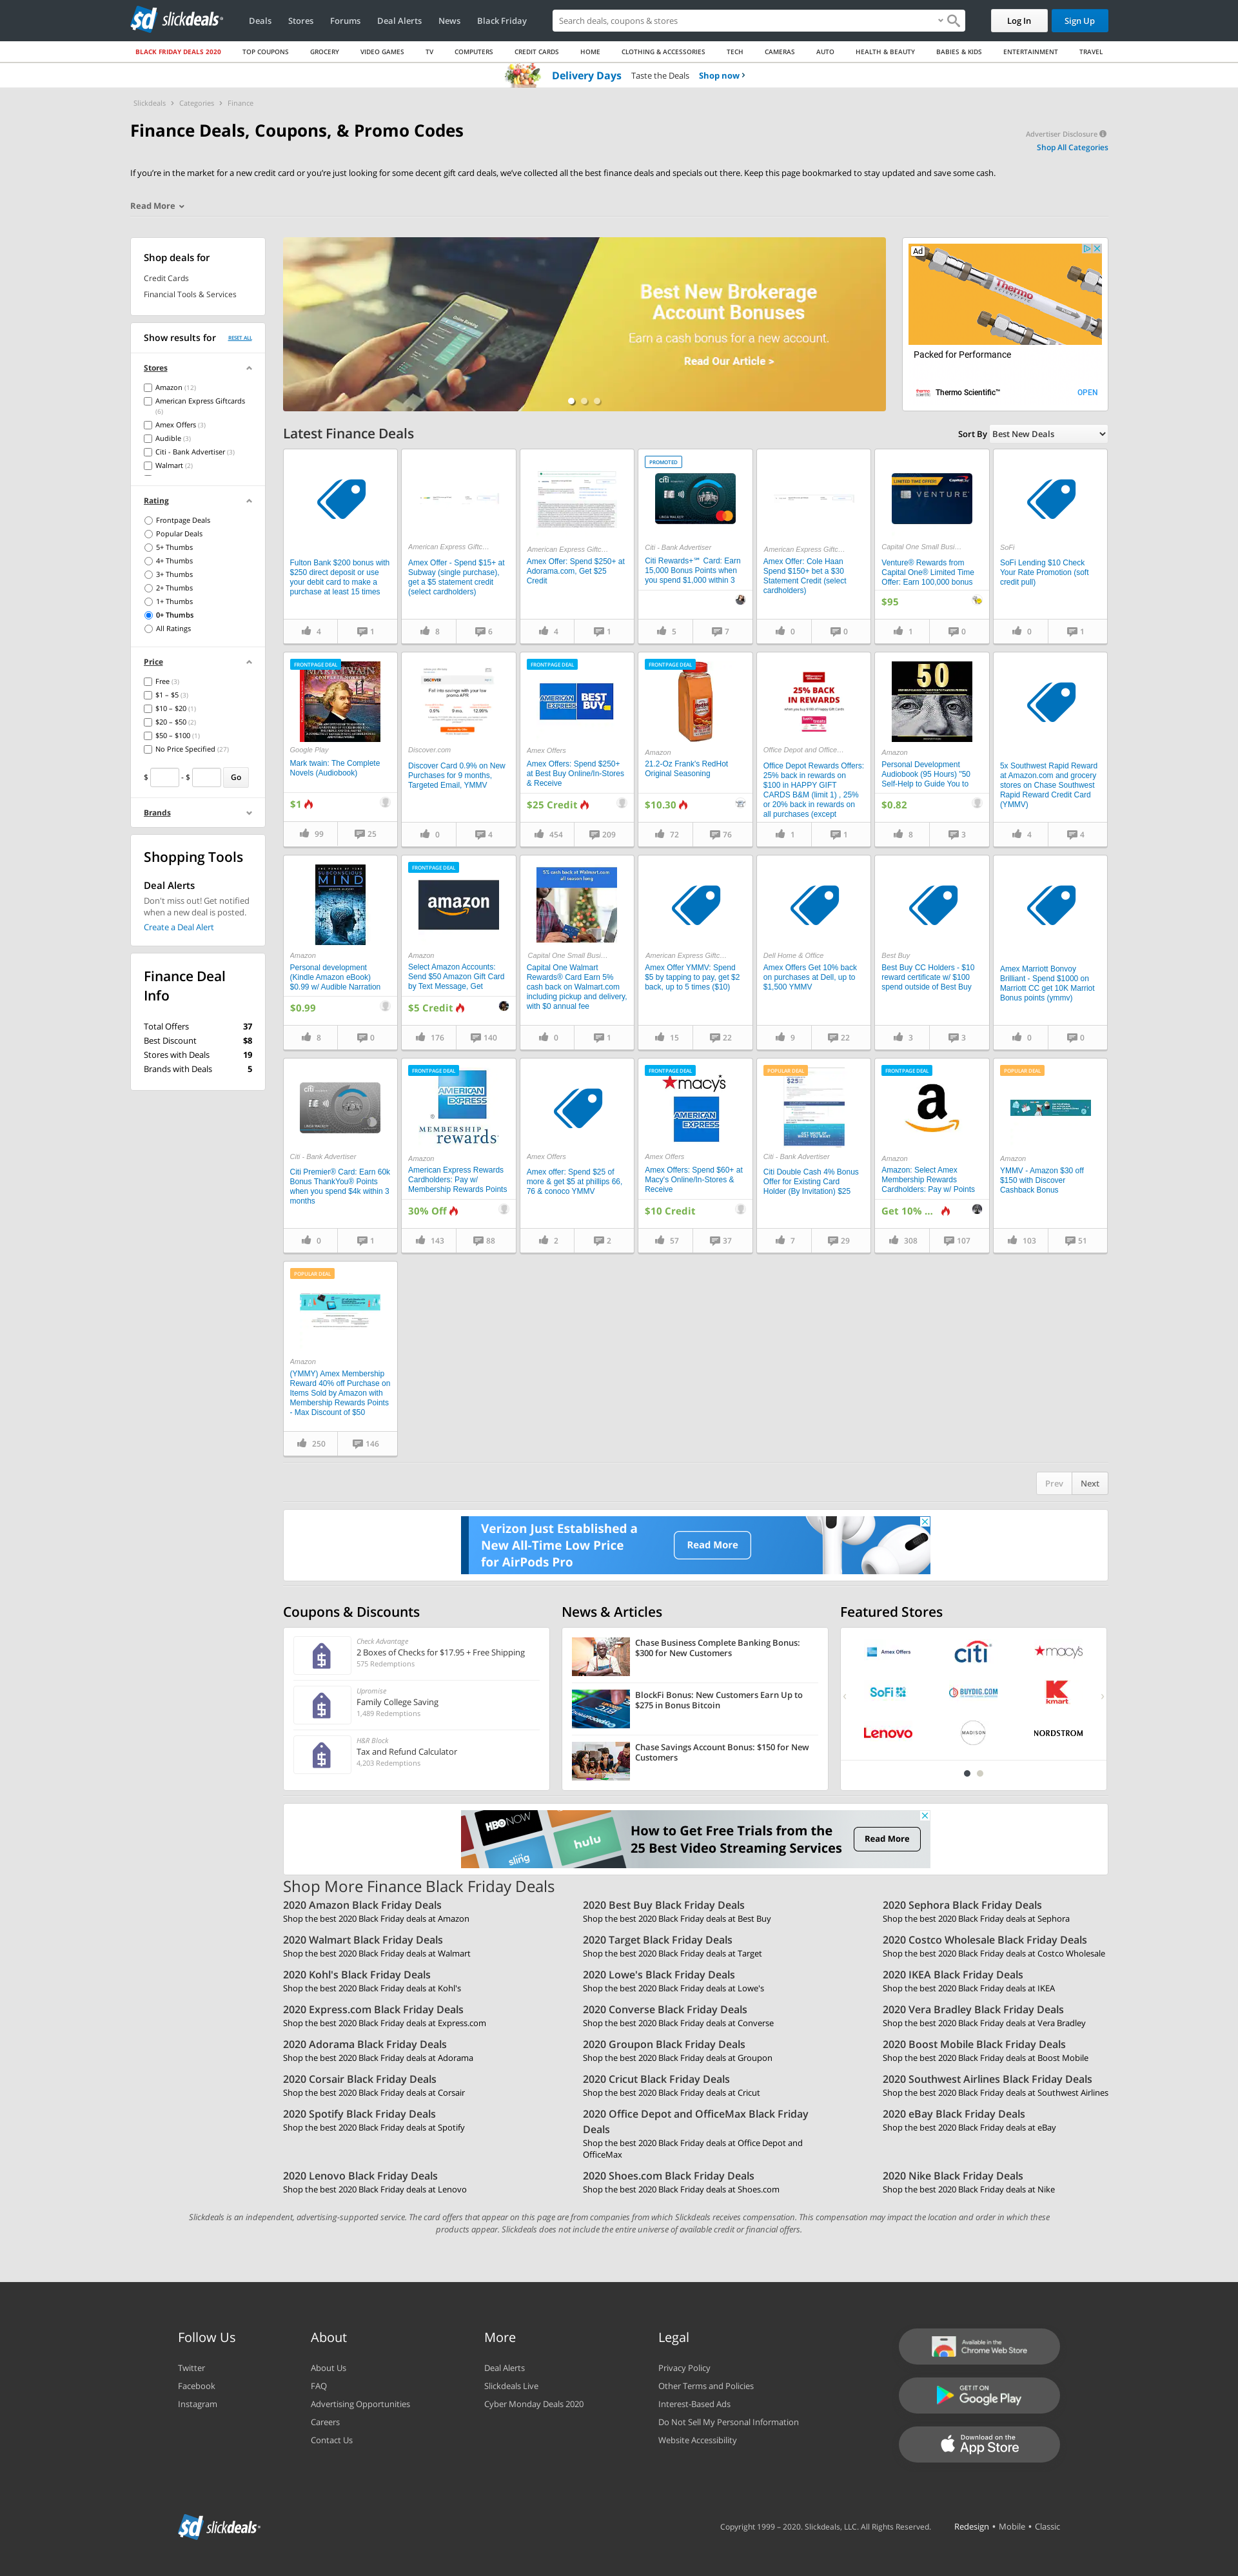 slickdeals
Deals
Stores
Forums
Deal Alerts
News
Black Friday
Search deals, coupons & stores
Log In
Sign Up
BLACK FRIDAY DEALS 2020
TOP COUPONS
GROCERY
VIDEO GAMES
TV
COMPUTERS
CREDIT CARDS
HOME
CLOTHING & ACCESSORIES
TECH
CAMERAS
AUTO
HEALTH & BEAUTY
BABIES & KIDS
ENTERTAINMENT
TRAVEL
Delivery Days Taste the Deals Shop now
Slickdeals > Categories > Finance
Finance Deals, Coupons, & Promo Codes
Advertiser Disclosure
Shop All Categories
If you're in the market for a new credit card or you're just looking for some decent gift card deals, we've collected all the best finance deals and specials out there. Keep this page bookmarked to stay updated and save some cash.
Read More
Shop deals for
Credit Cards
Financial Tools & Services
Show results for
RESET ALL
Stores
Amazon (12)
American Express Giftcards
(6)
Amex Offers (3)
Audible (3)
Citi - Bank Advertiser (3)
Walmart (2)
Rating
Frontpage Deals
Popular Deals
5+ Thumbs
4+ Thumbs
3+ Thumbs
2+ Thumbs
1+ Thumbs
0+ Thumbs
All Ratings
Price
Free (3)
$1 – $5 (3)
$10 – $20 (1)
$20 – $50 (2)
$50 – $100 (1)
No Price Specified (27)
$ - $ Go
Brands
Shopping Tools
Deal Alerts
Don't miss out! Get notified
when a new deal is posted.
Create a Deal Alert
Finance Deal
Info
Total Offers 37
Best Discount $8
Stores with Deals 19
Brands with Deals 5
Best New Brokerage
Account Bonuses
Earn a cash bonus for a new account.
Read Our Article >
Ad
Thermo
Packed for Performance
Thermo Scientific™
OPEN
Latest Finance Deals
Sort By Best New Deals
Fulton Bank $200 bonus with
$250 direct deposit or use
your debit card to make a
purchase at least 15 times
4
1
American Express Giftc...
Amex Offer - Spend $15+ at
Subway (single purchase),
get a $5 statement credit
(select cardholders)
8
6
American Express Giftc...
Amex Offer: Spend $250+ at
Adorama.com, Get $25
Credit
4
1
PROMOTED
citi
Citi - Bank Advertiser
Citi Rewards+℠ Card: Earn
15,000 Bonus Points when
you spend $1,000 within 3
5
7
American Express Giftc...
Amex Offer: Cole Haan
Spend $150+ bet a $30
Statement Credit (select
cardholders)
0
0
LIMITED TIME OFFER!
VENTURE
Capital One Small Busi...
Venture® Rewards from
Capital One® Limited Time
Offer: Earn 100,000 bonus
$95
1
0
SoFi
SoFi Lending $10 Check
Your Rate Promotion (soft
credit pull)
0
1
FRONTPAGE DEAL
MARK TWAIN
Google Play
Mark twain: The Complete
Novels (Audiobook)
$1
99
25
DISCOVER
Discover.com
Discover Card 0.9% on New
Purchases for 9 months,
Targeted Email, YMMV
0
4
FRONTPAGE DEAL
AMERICAN EXPRESS
BEST BUY
Amex Offers
Amex Offers: Spend $250+
at Best Buy Online/In-Stores
& Receive
$25 Credit
454
209
FRONTPAGE DEAL
Amazon
21.2-Oz Frank's RedHot
Original Seasoning
$10.30
72
76
25% BACK
IN REWARDS
Office Depot and Office...
Office Depot Rewards Offers:
25% back in rewards on
$100 in HAPPY GIFT
CARDS B&M (limit 1) , 25%
or 20% back in rewards on
all purchases (except
1
1
50
Amazon
Personal Development
Audiobook (95 Hours) "50
Self-Help to Guide You to
$0.82
8
3
5x Southwest Rapid Reward
at Amazon.com and grocery
stores on Chase Southwest
Rapid Reward Credit Card
(YMMV)
4
4
SUBCONSCIOUS
MIND
Amazon
Personal development
(Kindle Amazon eBook)
$0.99 w/ Audible Narration
$0.99
8
0
FRONTPAGE DEAL
amazon
Amazon
Select Amazon Accounts:
Send $50 Amazon Gift Card
by Text Message, Get
$5 Credit
176
140
5% cash back at Walmart.com
all season long
Capital One Small Busi...
Capital One Walmart
Rewards® Card Earn 5%
cash back on Walmart.com
including pickup and delivery,
with $0 annual fee
0
1
American Express Giftc...
Amex Offer YMMV: Spend
$5 by tapping to pay, get $2
back, up to 5 times ($10)
15
22
Dell Home & Office
Amex Offers Get 10% back
on purchases at Dell, up to
$1,500 YMMV
9
22
Best Buy
Best Buy CC Holders - $10
reward certificate w/ $100
spend outside of Best Buy
3
3
Amex Marriott Bonvoy
Brilliant - Spend $1000 on
Marriott CC get 10K Marriot
Bonus points (ymmv)
0
0
citi
Citi - Bank Advertiser
Citi Premier® Card: Earn 60k
Bonus ThankYou® Points
when you spend $4k within 3
months
0
1
FRONTPAGE DEAL
AMERICAN EXPRESS
MEMBERSHIP
rewards
Amazon
American Express Rewards
Cardholders: Pay w/
Membership Rewards Points
30% Off
143
88
Amex Offers
Amex offer: Spend $25 of
more & get $5 at phillips 66,
76 & conoco YMMV
2
2
FRONTPAGE DEAL
macy's
AMERICAN EXPRESS
Amex Offers
Amex Offers: Spend $60+ at
Macy's Online/In-Stores &
Receive
$10 Credit
57
37
POPULAR DEAL
$25
Citi - Bank Advertiser
Citi Double Cash 4% Bonus
Offer for Existing Card
Holder (By Invitation) $25
7
29
FRONTPAGE DEAL
a
Amazon
Amazon: Select Amex
Membership Rewards
Cardholders: Pay w/ Points
Get 10% ...
308
107
POPULAR DEAL
Amazon
YMMV - Amazon $30 off
$150 with Discover
Cashback Bonus
103
51
POPULAR DEAL
Amazon
(YMMY) Amex Membership
Reward 40% off Purchase on
Items Sold by Amazon with
Membership Rewards Points
- Max Discount of $50
250
146
Prev
Next
Verizon Just Established a
New All-Time Low Price
for AirPods Pro
Read More
Coupons & Discounts
Check Advantage
2 Boxes of Checks for $17.95 + Free Shipping
575 Redemptions
Upromise
Family College Saving
1,489 Redemptions
H&R Block
Tax and Refund Calculator
4,203 Redemptions
News & Articles
Chase Business Complete Banking Bonus:
$300 for New Customers
BlockFi Bonus: New Customers Earn Up to
$275 in Bonus Bitcoin
Chase Savings Account Bonus: $150 for New
Customers
Featured Stores
Amex Offers
citi
macy's
SoFi
BUYDIG.COM
kmart
Lenovo
MADISON
NORDSTROM
HBO NOW
hulu
sling
How to Get Free Trials from the
25 Best Video Streaming Services
Read More
Shop More Finance Black Friday Deals
2020 Amazon Black Friday Deals
Shop the best 2020 Black Friday deals at Amazon
2020 Best Buy Black Friday Deals
Shop the best 2020 Black Friday deals at Best Buy
2020 Sephora Black Friday Deals
Shop the best 2020 Black Friday deals at Sephora
2020 Walmart Black Friday Deals
Shop the best 2020 Black Friday deals at Walmart
2020 Target Black Friday Deals
Shop the best 2020 Black Friday deals at Target
2020 Costco Wholesale Black Friday Deals
Shop the best 2020 Black Friday deals at Costco Wholesale
2020 Kohl's Black Friday Deals
Shop the best 2020 Black Friday deals at Kohl's
2020 Lowe's Black Friday Deals
Shop the best 2020 Black Friday deals at Lowe's
2020 IKEA Black Friday Deals
Shop the best 2020 Black Friday deals at IKEA
2020 Express.com Black Friday Deals
Shop the best 2020 Black Friday deals at Express.com
2020 Converse Black Friday Deals
Shop the best 2020 Black Friday deals at Converse
2020 Vera Bradley Black Friday Deals
Shop the best 2020 Black Friday deals at Vera Bradley
2020 Adorama Black Friday Deals
Shop the best 2020 Black Friday deals at Adorama
2020 Groupon Black Friday Deals
Shop the best 2020 Black Friday deals at Groupon
2020 Boost Mobile Black Friday Deals
Shop the best 2020 Black Friday deals at Boost Mobile
2020 Corsair Black Friday Deals
Shop the best 2020 Black Friday deals at Corsair
2020 Cricut Black Friday Deals
Shop the best 2020 Black Friday deals at Cricut
2020 Southwest Airlines Black Friday Deals
Shop the best 2020 Black Friday deals at Southwest Airlines
2020 Spotify Black Friday Deals
Shop the best 2020 Black Friday deals at Spotify
2020 Office Depot and OfficeMax Black Friday
Deals
Shop the best 2020 Black Friday deals at Office Depot and
OfficeMax
2020 eBay Black Friday Deals
Shop the best 2020 Black Friday deals at eBay
2020 Lenovo Black Friday Deals
Shop the best 2020 Black Friday deals at Lenovo
2020 Shoes.com Black Friday Deals
Shop the best 2020 Black Friday deals at Shoes.com
2020 Nike Black Friday Deals
Shop the best 2020 Black Friday deals at Nike
Slickdeals is an independent, advertising-supported service. The card offers that appear on this page are from companies from which Slickdeals receives compensation. This compensation may impact the location and order in which these
products appear. Slickdeals does not include the entire universe of available credit or financial offers.
Follow Us
Twitter
Facebook
Instagram
About
About Us
FAQ
Advertising Opportunities
Careers
Contact Us
More
Deal Alerts
Slickdeals Live
Cyber Monday Deals 2020
Legal
Privacy Policy
Other Terms and Policies
Interest-Based Ads
Do Not Sell My Personal Information
Website Accessibility
Available in the
Chrome Web Store
GET IT ON
Google Play
Download on the
App Store
slickdeals
Copyright 1999 – 2020. Slickdeals, LLC. All Rights Reserved.
Redesign • Mobile • Classic